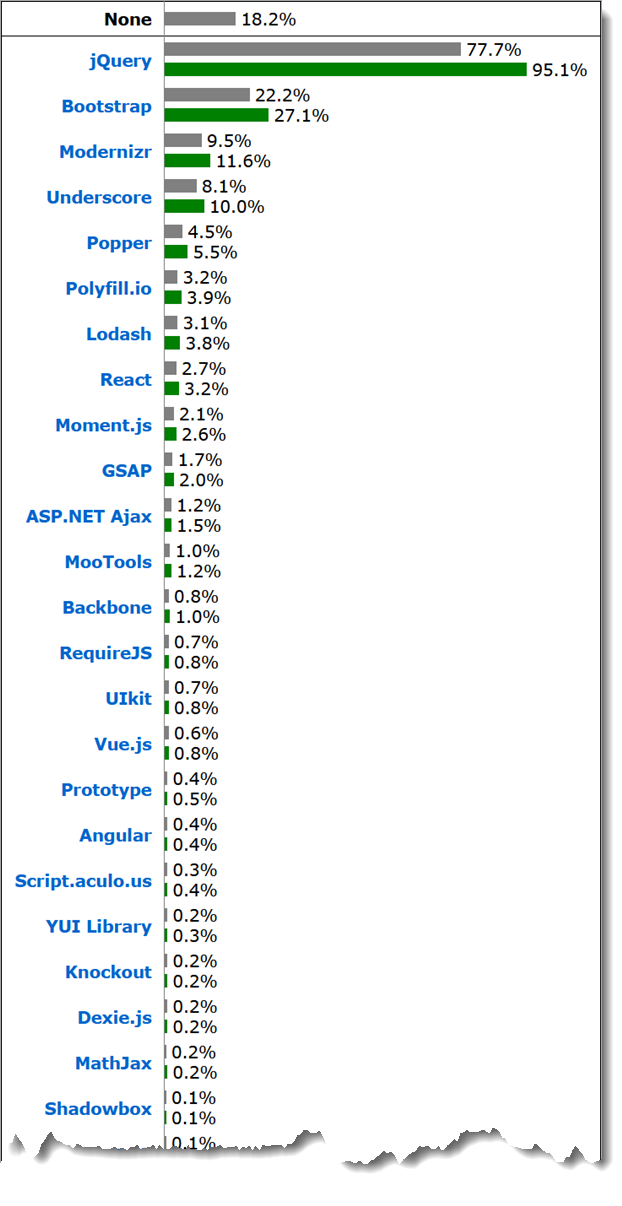 None 18.2%
jQuery 77.7%
95.1%
Bootstrap 22.2%
27.1%
Modernizr 9.5%
11.6%
Underscore 8.1%
10.0%
Popper 4.5%
5.5%
Polyfill.io 3.2%
3.9%
Lodash 3.1%
3.8%
React 2.7%
3.2%
Moment.js 2.1%
2.6%
GSAP 1.7%
2.0%
ASP.NET Ajax 1.2%
1.5%
MooTools 1.0%
1.2%
Backbone 0.8%
1.0%
RequireJS 0.7%
0.8%
UIkit 0.7%
0.8%
Vue.js 0.6%
0.8%
Prototype 0.4%
0.5%
Angular 0.4%
0.4%
Script.aculo.us 0.3%
0.4%
YUI Library 0.2%
0.3%
Knockout 0.2%
0.2%
Dexie.js 0.2%
0.2%
MathJax 0.2%
0.2%
Shadowbox 0.1%
0.1%
0.1%